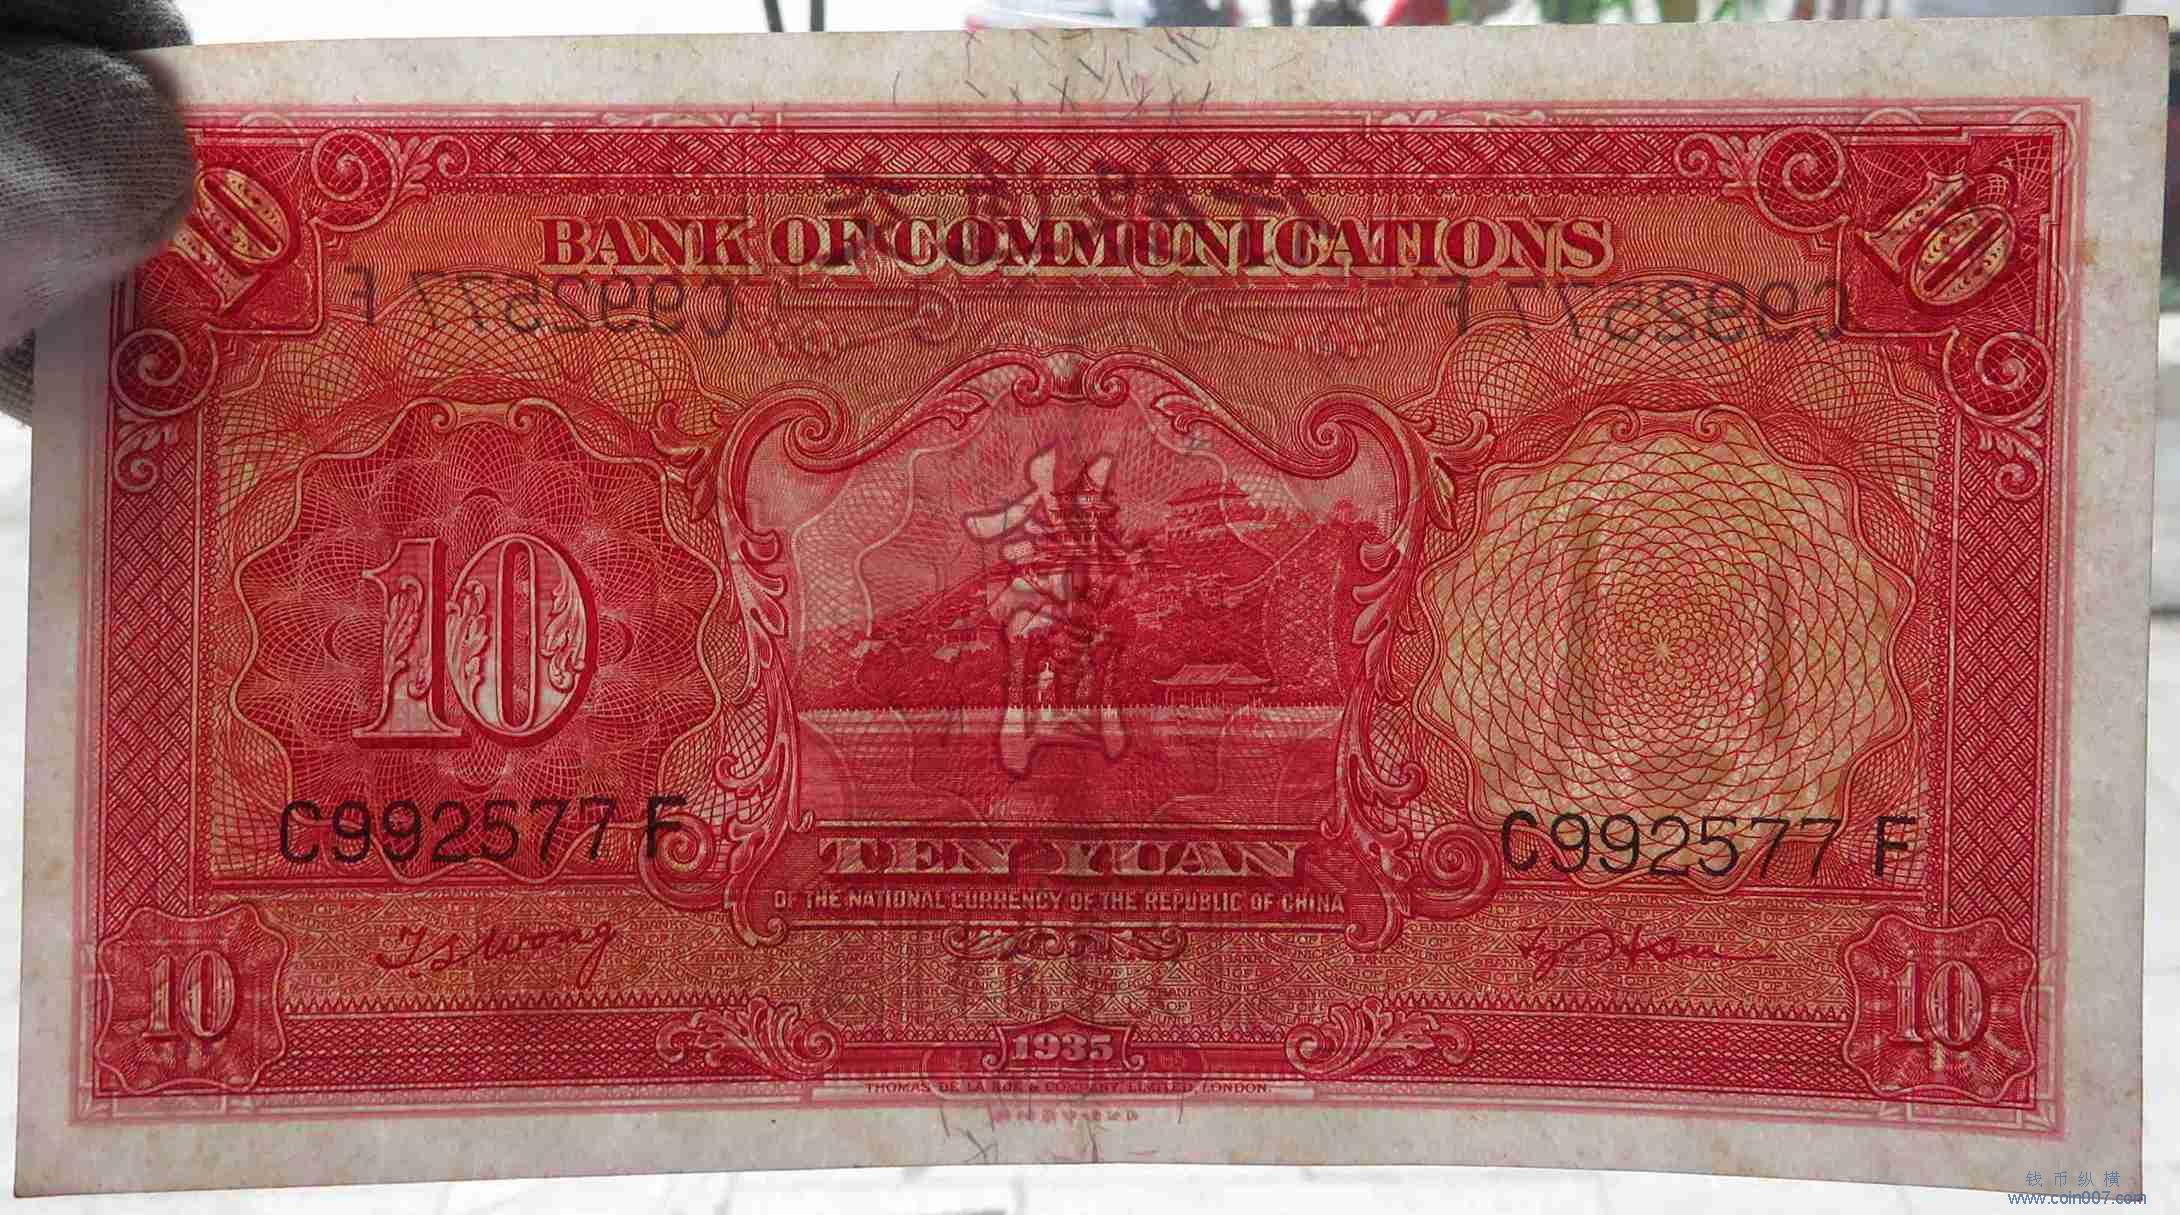 10 10
BANK OF COMMUNICATIONS
10
C992577 F C992577 F
TEN YUAN
OF THE NATIONAL CURRENCY OF THE REPUBLIC OF CHINA
T S Wong
10 10
1935
THOMAS DE LA RUE & COMPANY, LIMITED, LONDON.
钱币纵横
www.coin007.com